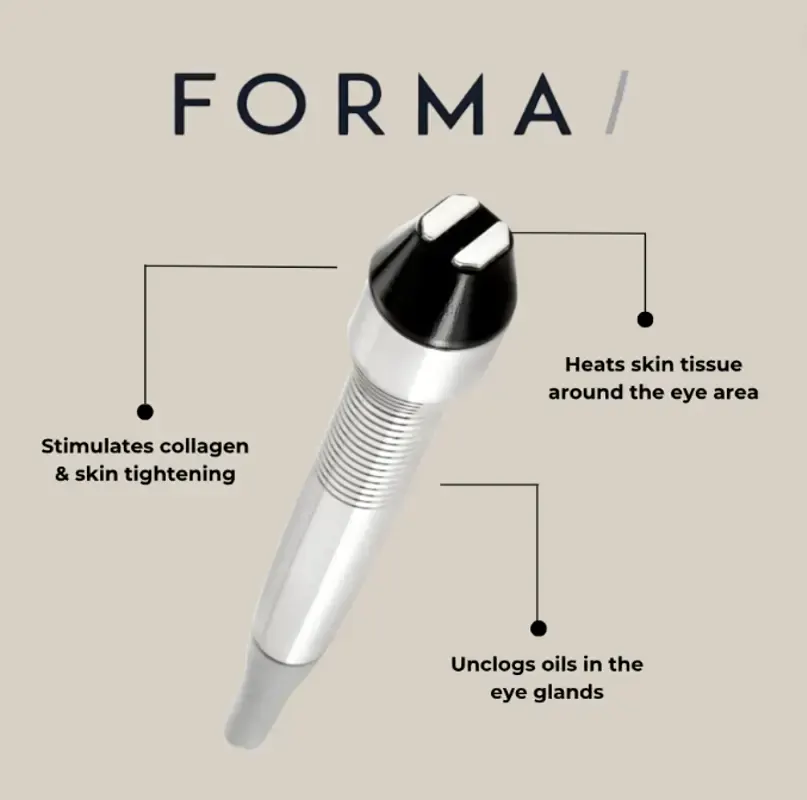 FORMA/
Heats skin tissue
around the eye area
Stimulates collagen
& skin tightening
Unclogs oils in the
eye glands